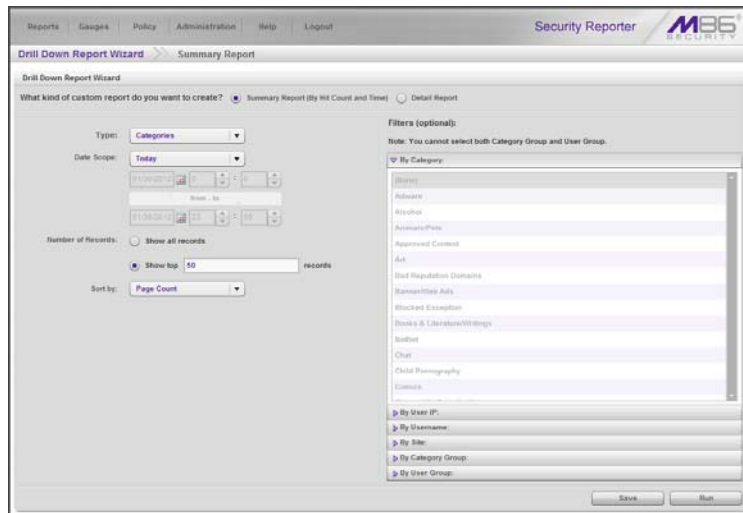 Reports Gauges Policy Administration Help Logout
Security Reporter
M86 SECURITY
Drill Down Report Wizard Summary Report
Drill Down Report Wizard
What kind of custom report do you want to create? Summary Report (By Hit Count and Time) Detail Report
Type: Categories
Date Scope: Today
0 : 0
from - to
Number of Records: Show all records
Show top 50 records
Sort by: Page Count
Filters (optional):
Note: You cannot select both Category Group and User Group.
By Category:
(None)
Adware
Alcohol
Animals/Pets
Approved Content
Art
Bad Reputation Domains
Banner/Web Ads
Blocked Exception
Books & Literature/Writings
BotNet
Chat
Child Pornography
Comics
By User IP:
By Username:
By Site:
By Category Group:
By User Group:
Save Run